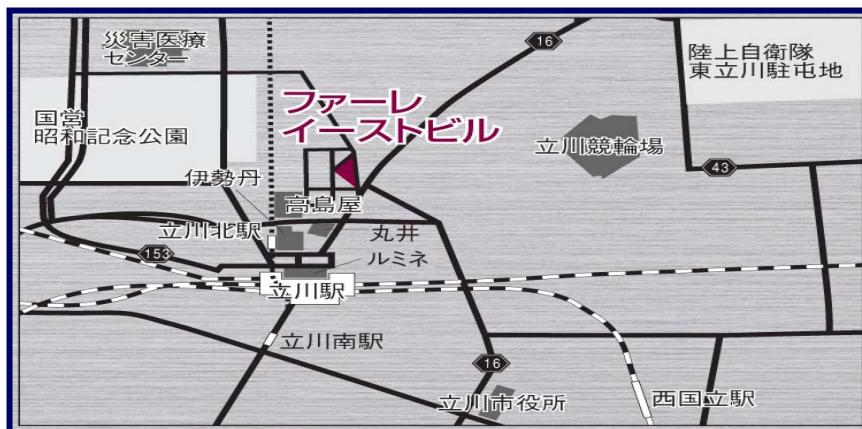 災害医療
センター
16
陸上自衛隊
東立川駐屯地
国営
昭和記念公園
ファーレ
イーストビル
立川競輪場
43
伊勢丹
高島屋
立川北駅
丸井
153
ルミネ
立川駅
立川南駅
16
西国立駅
立川市役所